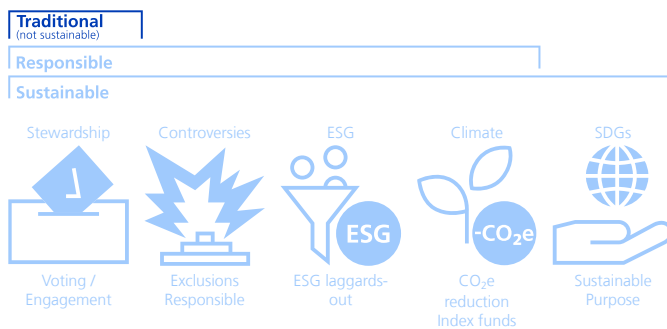 Traditional
(not sustainable)
Responsible
Sustainable
Stewardship
Controversies
ESG
Climate
SDGs
ESG
-CO₂e
Voting /
Engagement
Exclusions
Responsible
ESG laggards-
out
CO₂e
reduction
Index funds
Sustainable
Purpose